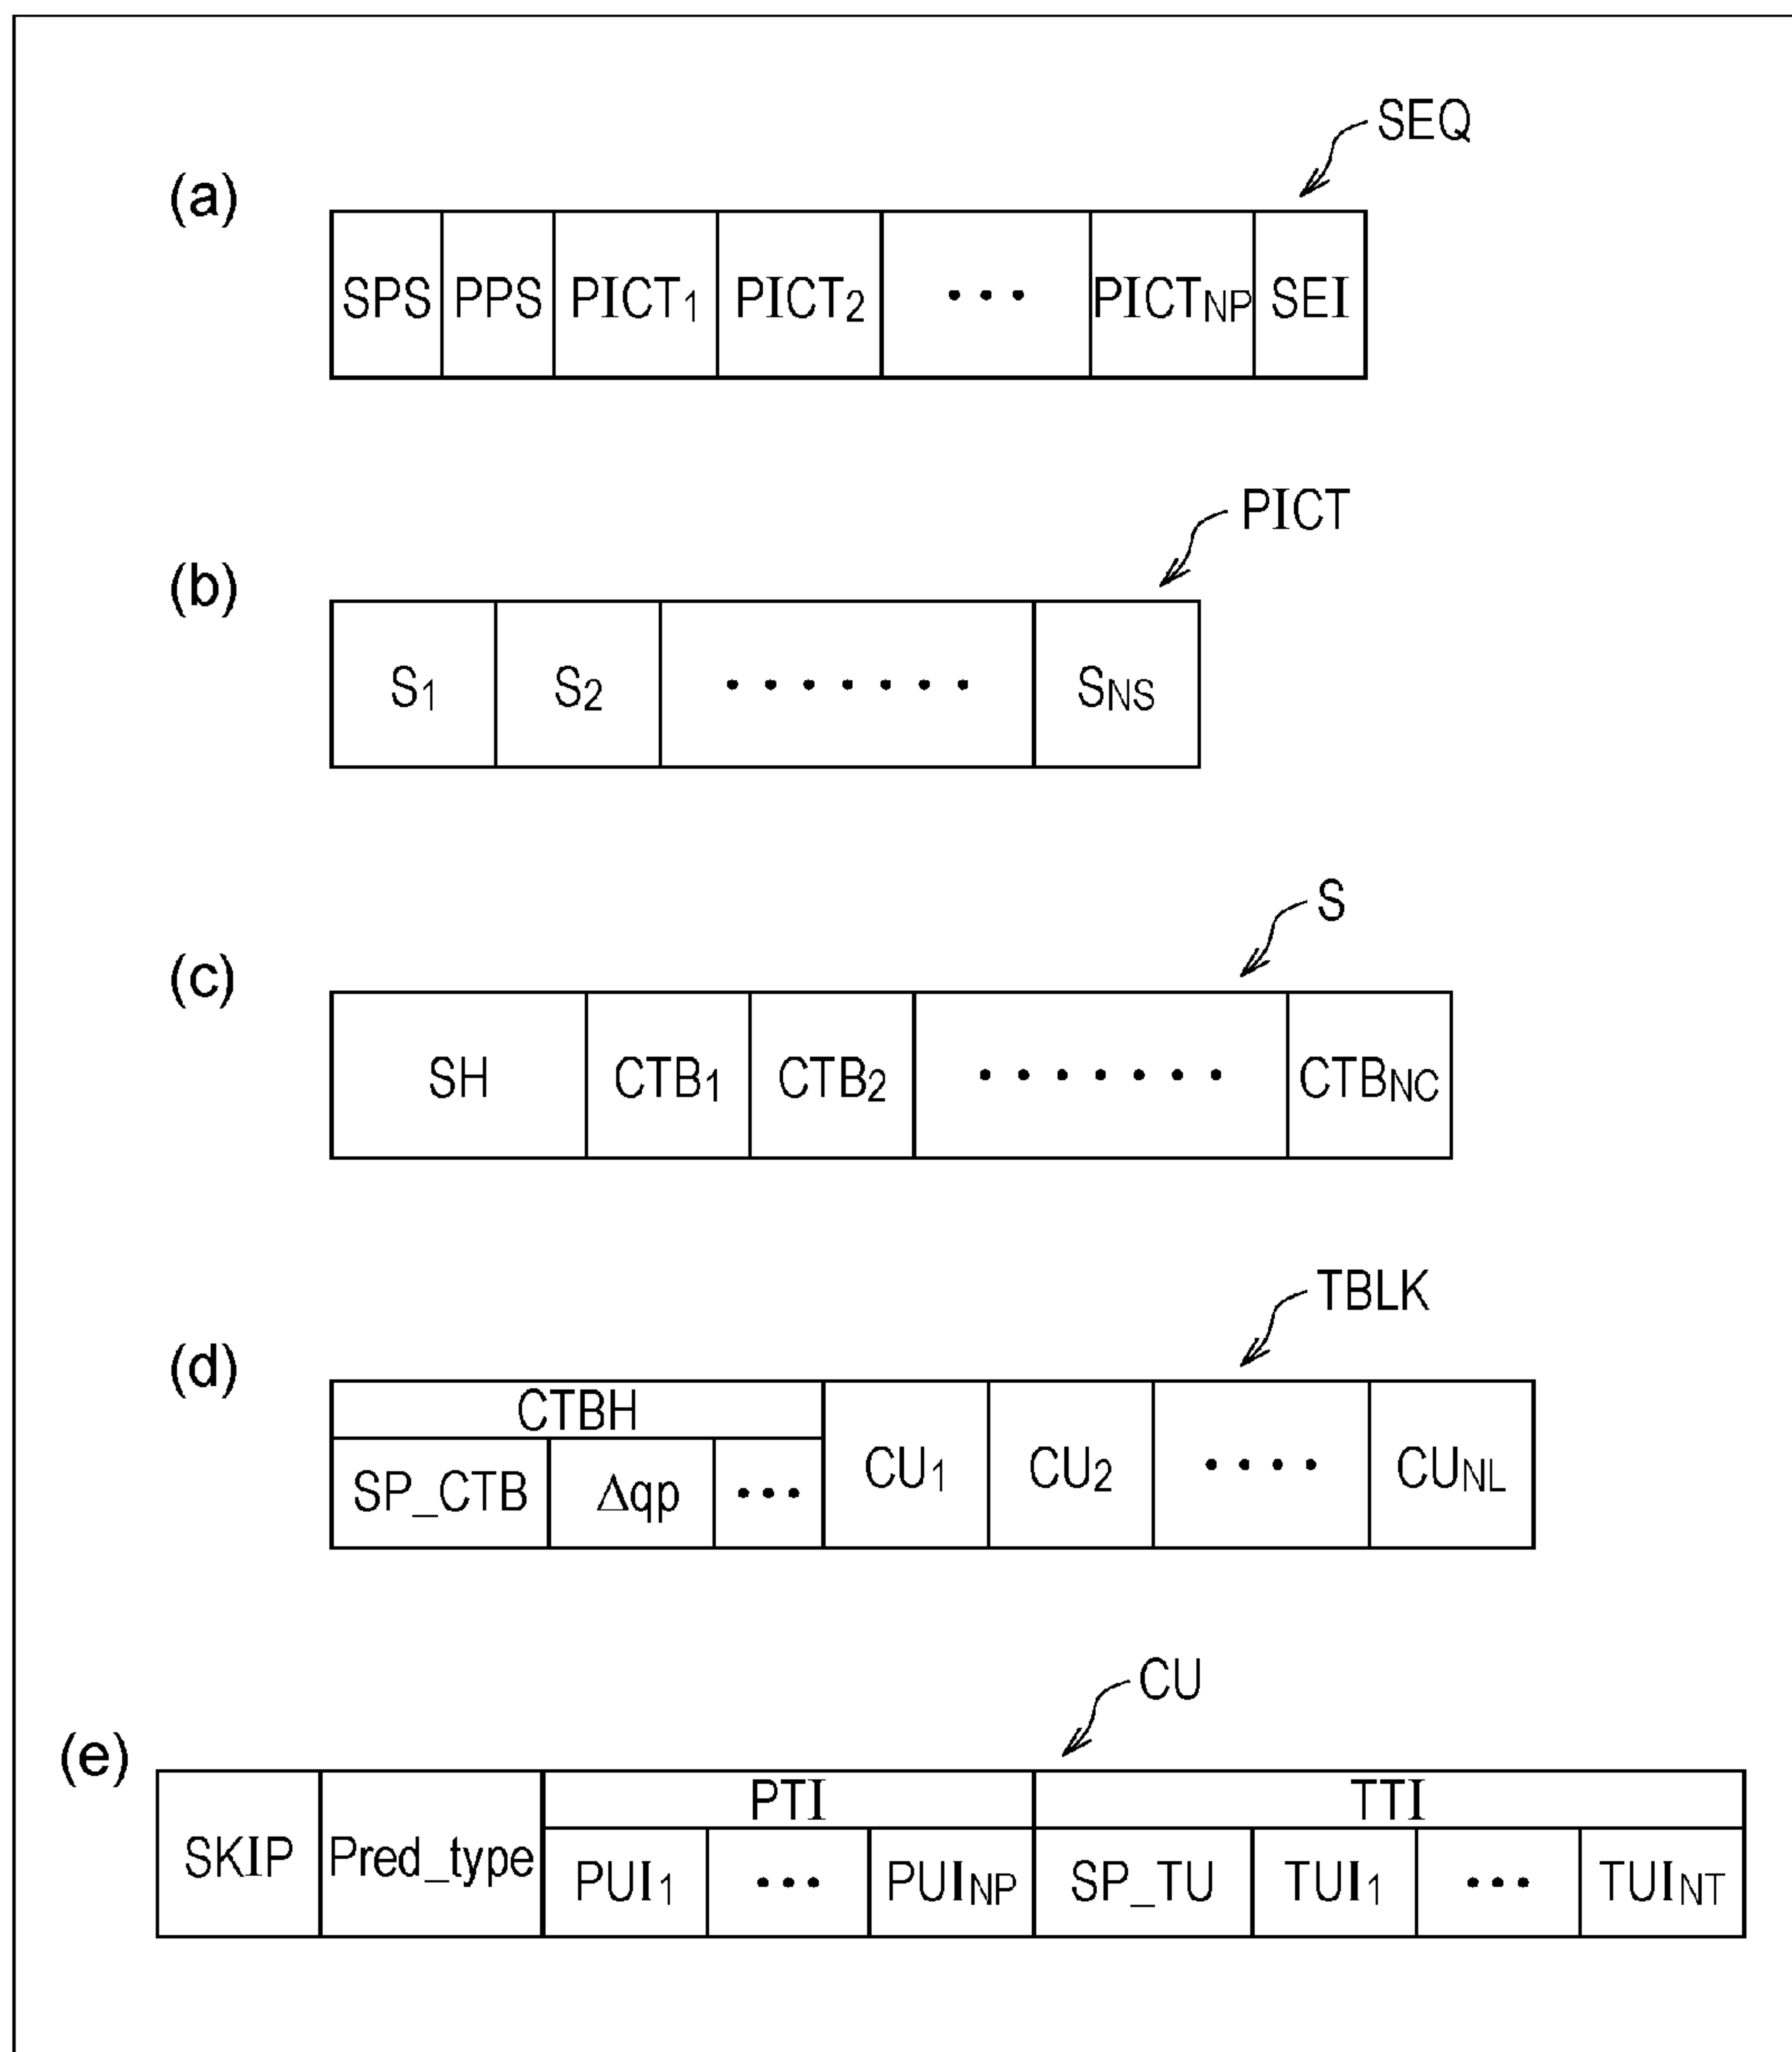 SEQ
(a)
SPS PPS PICT1 PICT2 ... PICTNP SEI
PICT
(b)
S1 S2 ....... SNS
S
(c)
SH CTB1 CTB2 ....... CTBNC
TBLK
(d)
CTBH
SP_CTB Δqp ... CU1 CU2 .... CUNL
CU
(e)
PTI TTI
SKIP Pred_type PUI1 ... PUINP SP_TU TUI1 ... TUINT